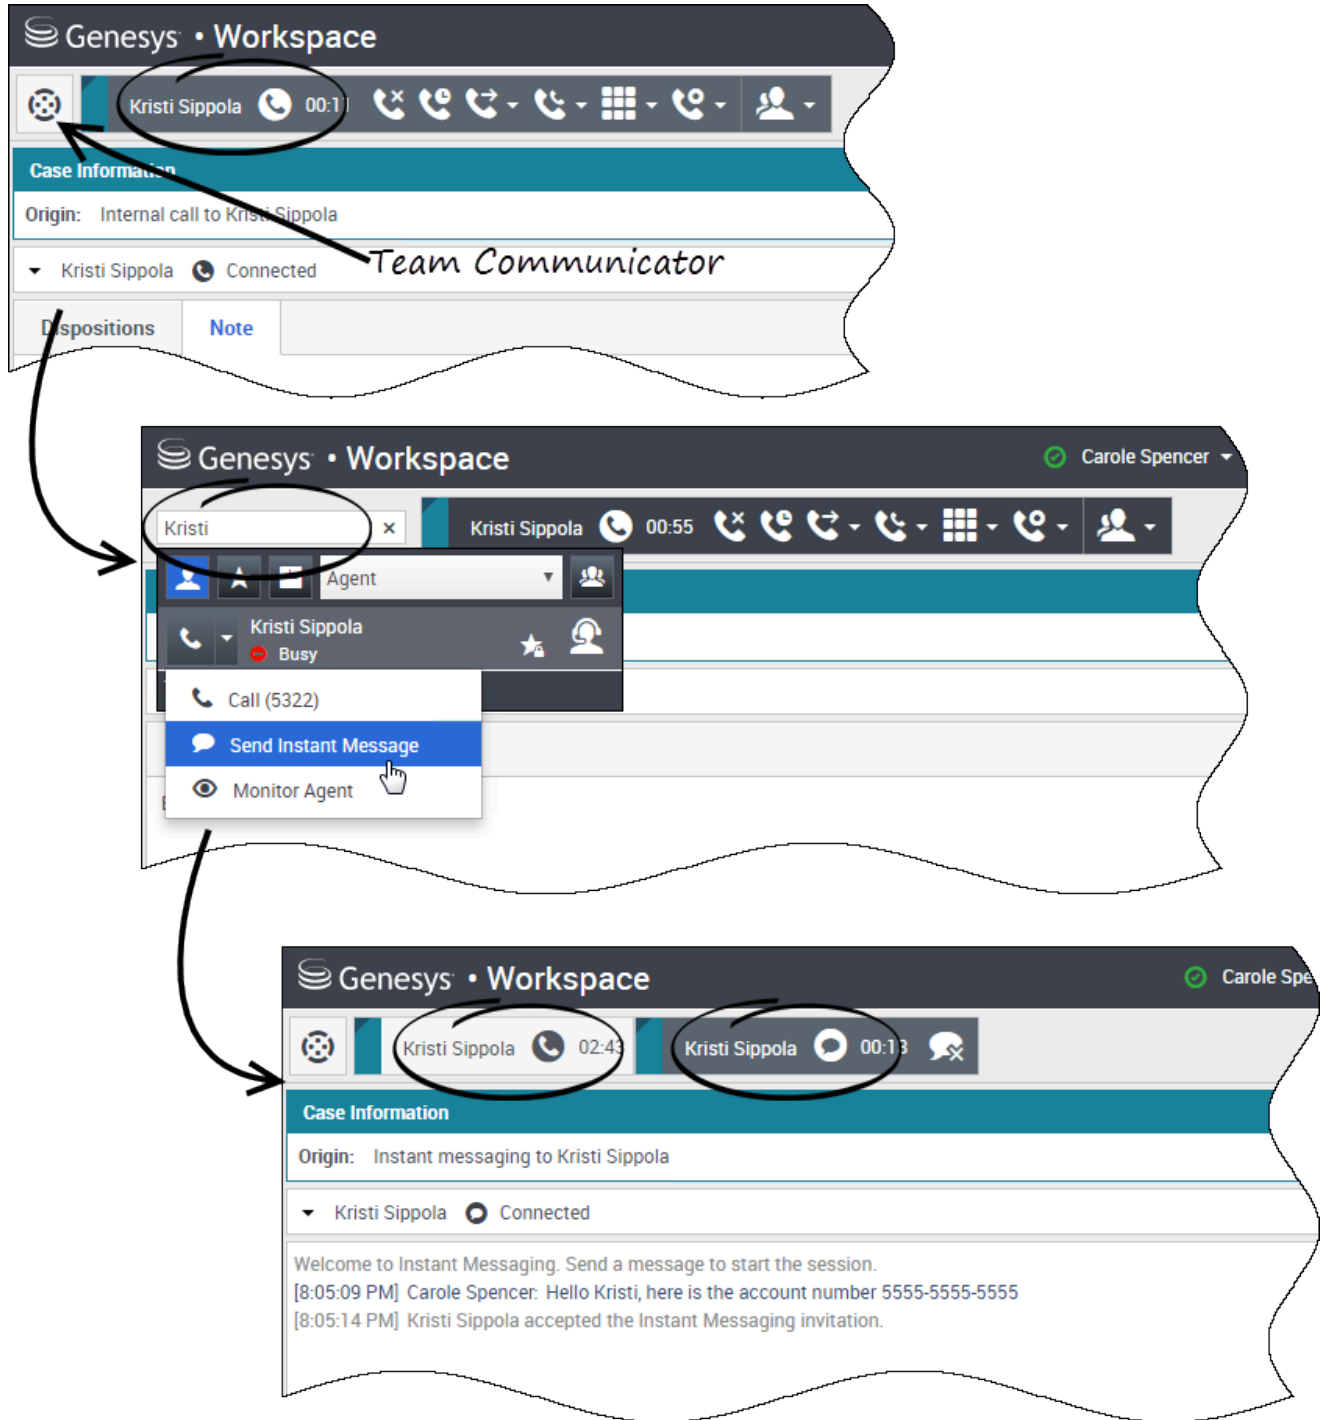 Genesys • Workspace
Kristi Sippola 00:11
Case Information
Origin: Internal call to Kristi Sippola
Kristi Sippola Connected
Team Communicator
Dispositions Note
Genesys • Workspace Carole Spencer
Kristi × Kristi Sippola 00:55
Agent
Kristi Sippola
Busy
Call (5322)
Send Instant Message
Monitor Agent
Genesys • Workspace Carole Spe
Kristi Sippola 02:43 Kristi Sippola 00:13
Case Information
Origin: Instant messaging to Kristi Sippola
Kristi Sippola Connected
Welcome to Instant Messaging. Send a message to start the session.
[8:05:09 PM] Carole Spencer: Hello Kristi, here is the account number 5555-5555-5555
[8:05:14 PM] Kristi Sippola accepted the Instant Messaging invitation.